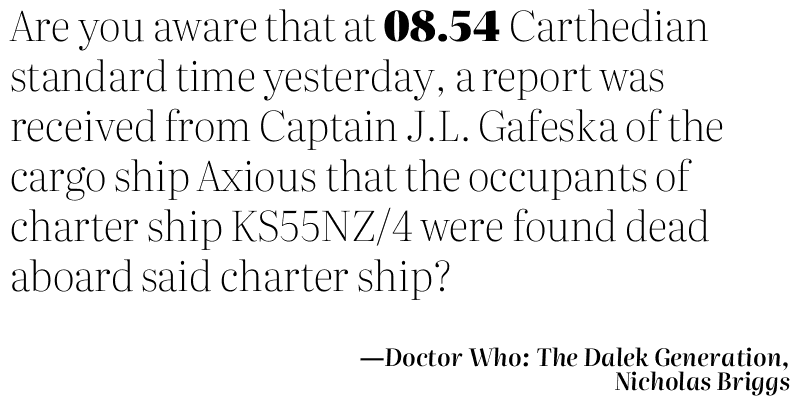 Are you aware that at 08.54 Carthedian
standard time yesterday, a report was
received from Captain J.L. Gafeska of the
cargo ship Axious that the occupants of
charter ship KS55NZ/4 were found dead
aboard said charter ship?
—Doctor Who: The Dalek Generation,
Nicholas Briggs